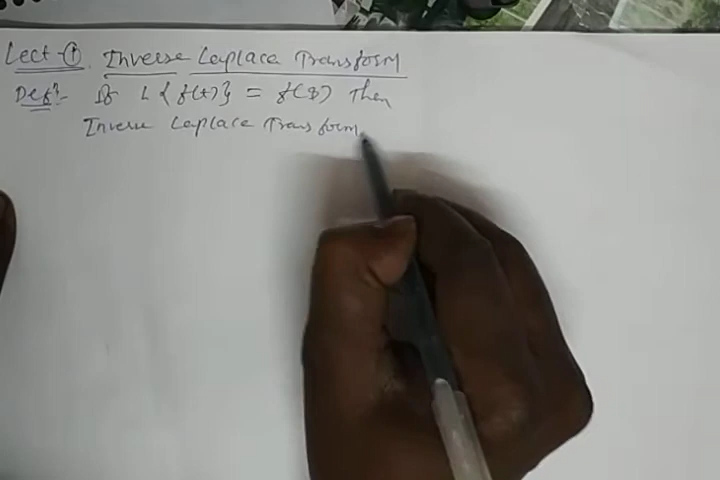 Lect-① Inverse Laplace Transform
Defn:- If L{f(t)} = f(s) Then
Inverse Laplace Transform